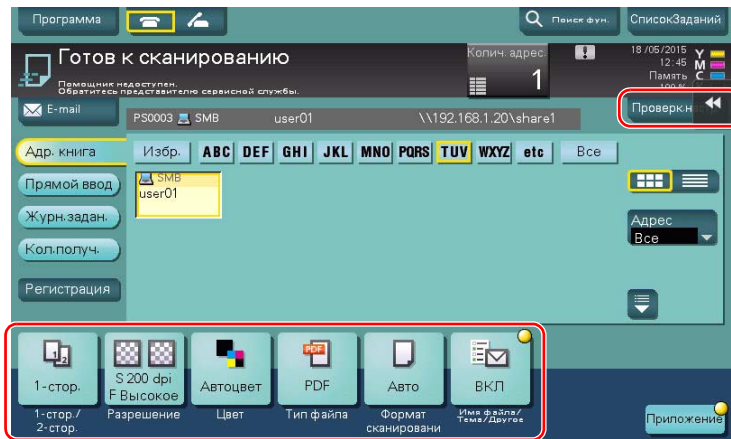 Программа
Поиск фун.
СписокЗаданий
Готов к сканированию
Помощник недоступен.
Обратитесь представителю сервисной службы.
Колич. адрес.
1
18/05/2015
12:45
Память
100 %
Y
M
C
E-mail
PS0003 SMB user01 \\192.168.1.20\share1
Проверк.н
Адр. книга
Избр. ABC DEF GHI JKL MNO PQRS TUV WXYZ etc Все
Прямой ввод
SMB
user01
Журн.задан.
Адрес
Все
Кол.получ.
Регистрация
1-стор.
S 200 dpi
F Высокое
Автоцвет
PDF
PDF
Авто
ВКЛ
1-стор./
2-стор.
Разрешение
Цвет
Тип файла
Формат
сканировани
Имя файла/
Тема/Другое
Приложение